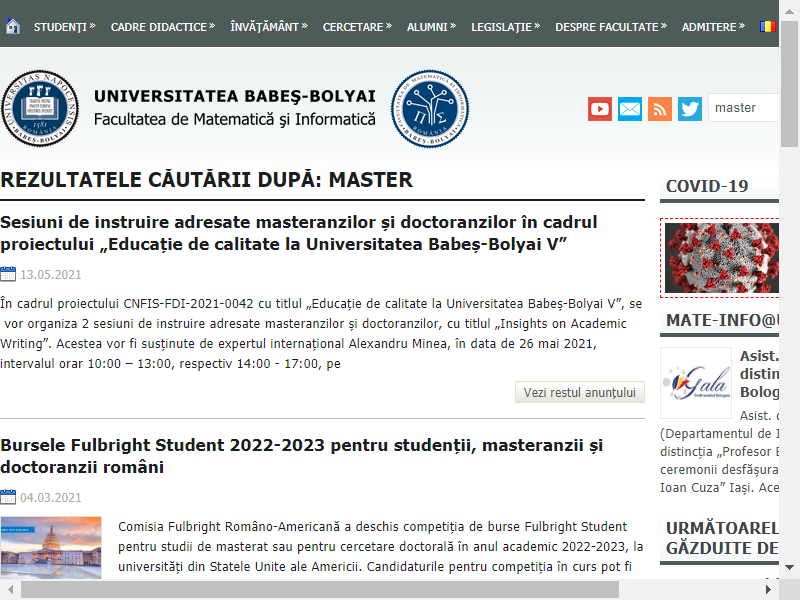 STUDENȚI » CADRE DIDACTICE » ÎNVĂȚĂMÂNT » CERCETARE » ALUMNI » LEGISLAȚIE » DESPRE FACULTATE » ADMITERE »
UNIVERSITATEA BABEŞ-BOLYAI
Facultatea de Matematică şi Informatică
master
REZULTATELE CĂUTĂRII DUPĂ: MASTER
Sesiuni de instruire adresate masteranzilor și doctoranzilor în cadrul
proiectului „Educație de calitate la Universitatea Babeș-Bolyai V”
13.05.2021
În cadrul proiectului CNFIS-FDI-2021-0042 cu titlul „Educație de calitate la Universitatea Babeș-Bolyai V”, se
vor organiza 2 sesiuni de instruire adresate masteranzilor și doctoranzilor, cu titlul „Insights on Academic
Writing”. Acestea vor fi susținute de expertul internațional Alexandru Minea, în data de 26 mai 2021,
intervalul orar 10:00 – 13:00, respectiv 14:00 - 17:00, pe
Vezi restul anunțului
Bursele Fulbright Student 2022-2023 pentru studenții, masteranzii și
doctoranzii români
04.03.2021
Comisia Fulbright Româno-Americană a deschis competiția de burse Fulbright Student
pentru studii de masterat sau pentru cercetare doctorală în anul academic 2022-2023, la
universități din Statele Unite ale Americii. Candidaturile pentru competiția în curs pot fi
COVID-19
MATE-INFO@U
Gala
Asist.
distin
Bolog
Asist. c
(Departamentul de I
distincția „Profesor B
ceremonii desfășura
Ioan Cuza” Iași. Ace
URMĂTOAREL
GĂZDUITE DE